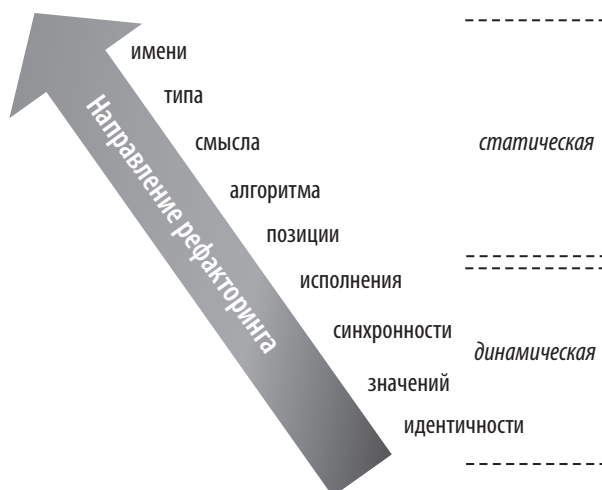 имени
типа
смысла
статическая
алгоритма
Направление рефакторинга
позиции
исполнения
синхронности
динамическая
значений
идентичности